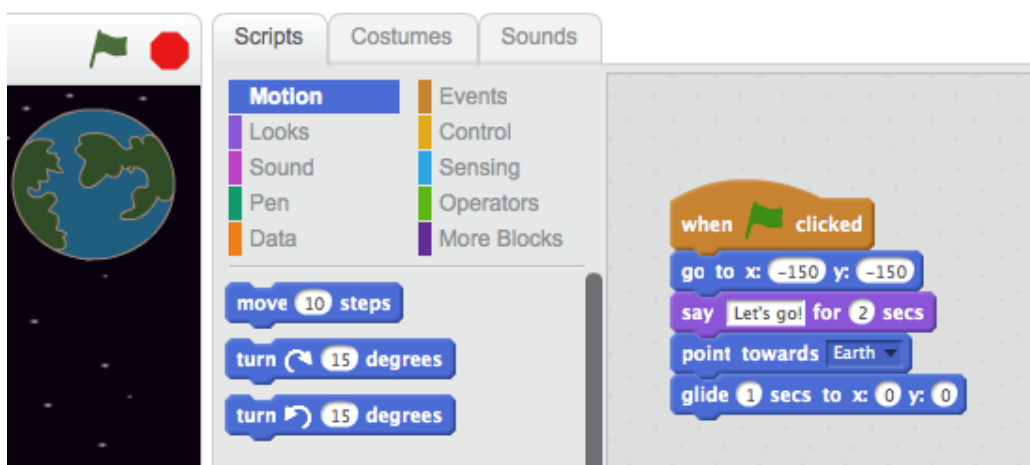 Scripts Costumes Sounds
Motion Events
Looks Control
Sound Sensing
Pen Operators
Data More Blocks
move 10 steps
turn 15 degrees
turn 15 degrees
when clicked
go to x: -150 y: -150
say Let's go! for 2 secs
point towards Earth
glide 1 secs to x: 0 y: 0